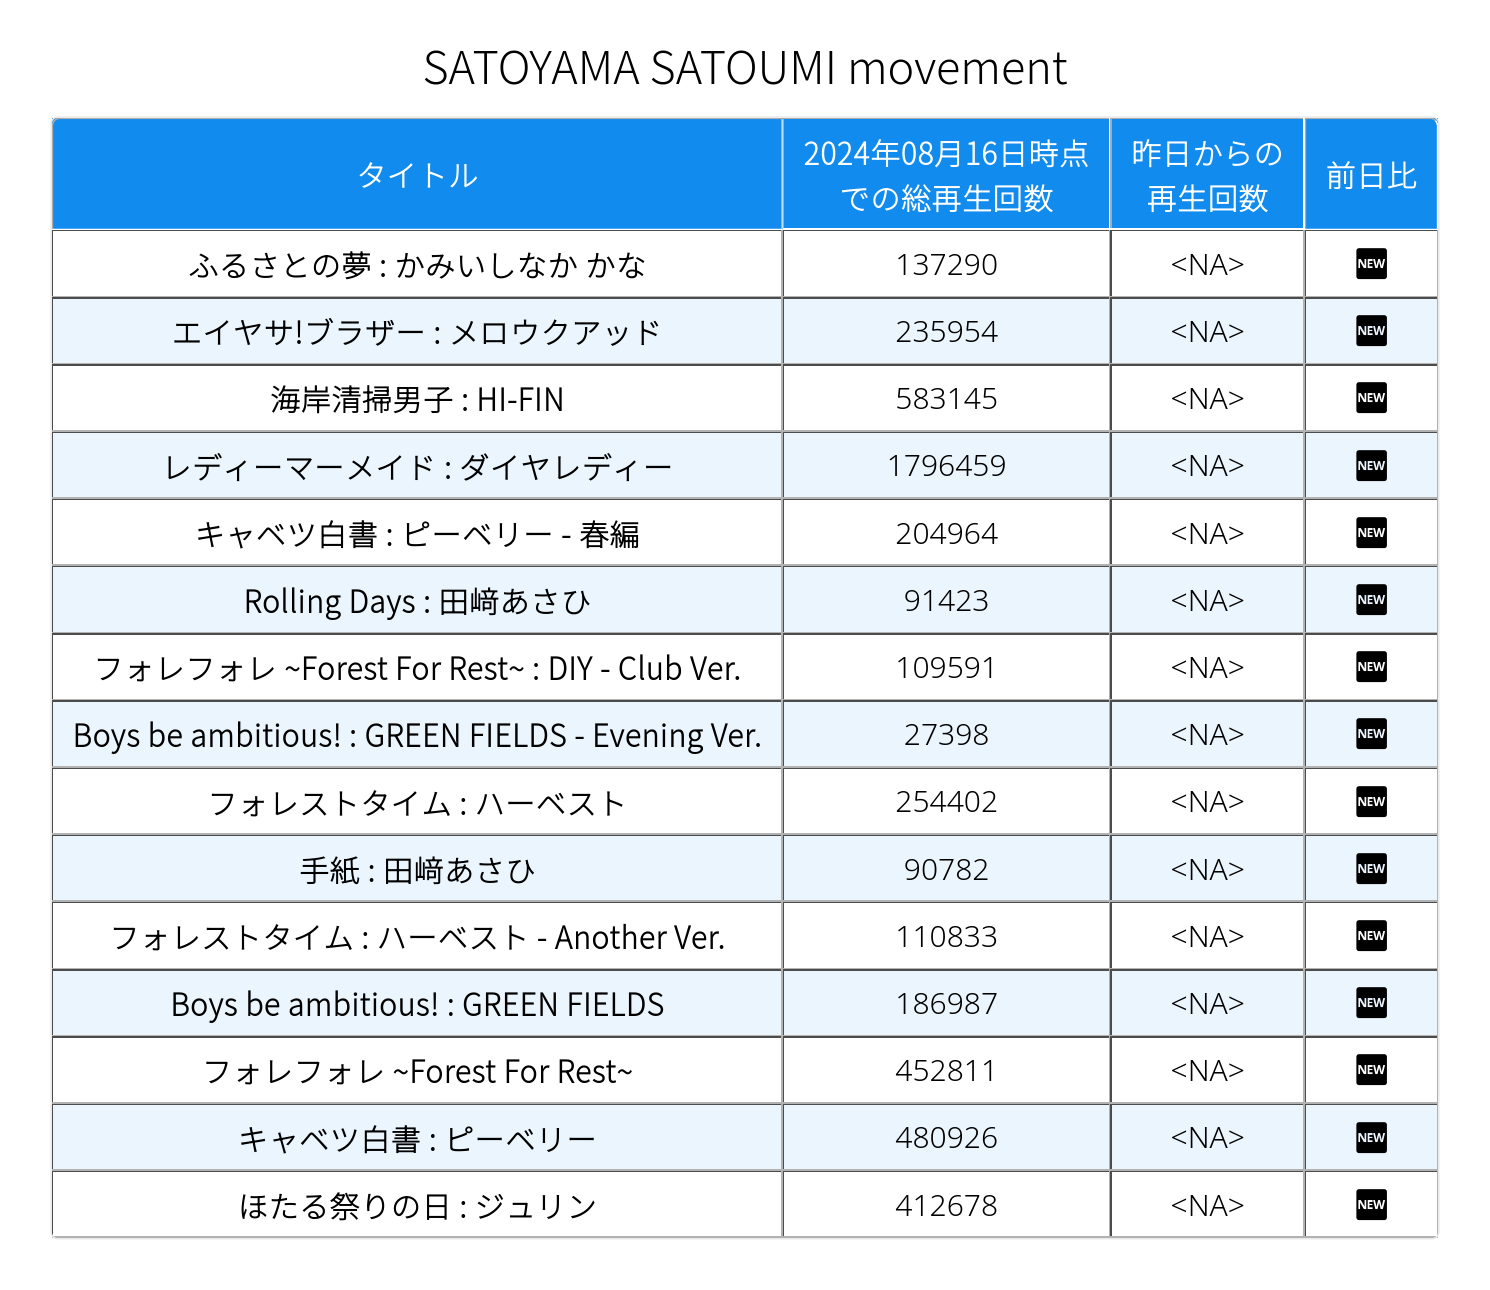 SATOYAMA SATOUMI movement
タイトル 2024年08月16日時点での総再生回数 昨日からの再生回数 前日比
ふるさとの夢 : かみいしなか かな 137290 <NA> NEW
エイヤサ!ブラザー : メロウクアッド 235954 <NA> NEW
海岸清掃男子 : HI-FIN 583145 <NA> NEW
レディーマーメイド : ダイヤレディー 1796459 <NA> NEW
キャベツ白書 : ピーベリー - 春編 204964 <NA> NEW
Rolling Days : 田﨑あさひ 91423 <NA> NEW
フォレフォレ ~Forest For Rest~ : DIY - Club Ver. 109591 <NA> NEW
Boys be ambitious! : GREEN FIELDS - Evening Ver. 27398 <NA> NEW
フォレストタイム : ハーベスト 254402 <NA> NEW
手紙 : 田﨑あさひ 90782 <NA> NEW
フォレストタイム : ハーベスト - Another Ver. 110833 <NA> NEW
Boys be ambitious! : GREEN FIELDS 186987 <NA> NEW
フォレフォレ ~Forest For Rest~ 452811 <NA> NEW
キャベツ白書 : ピーベリー 480926 <NA> NEW
ほたる祭りの日 : ジュリン 412678 <NA> NEW